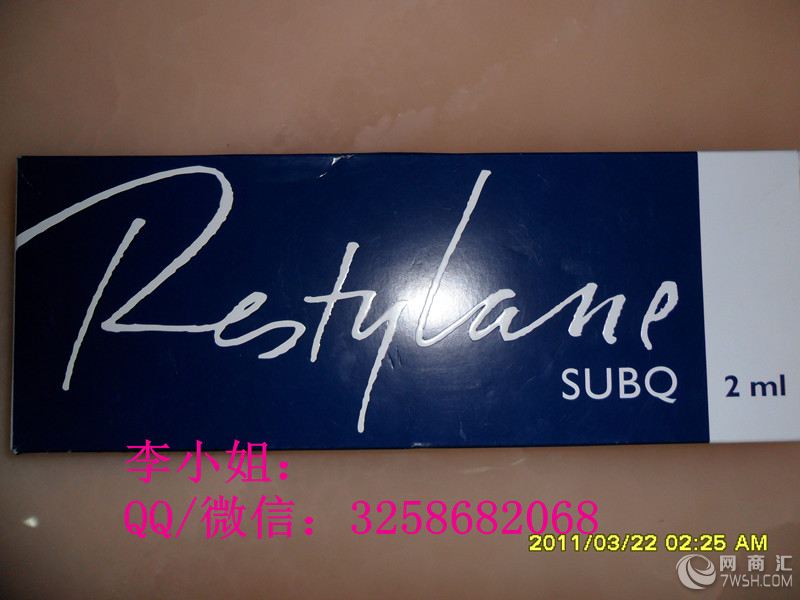 Restylane
SUBQ
2 ml
李小姐：
QQ/微信：3258682068
2011/03/22 02:25 AM
网商汇
7WSH.COM